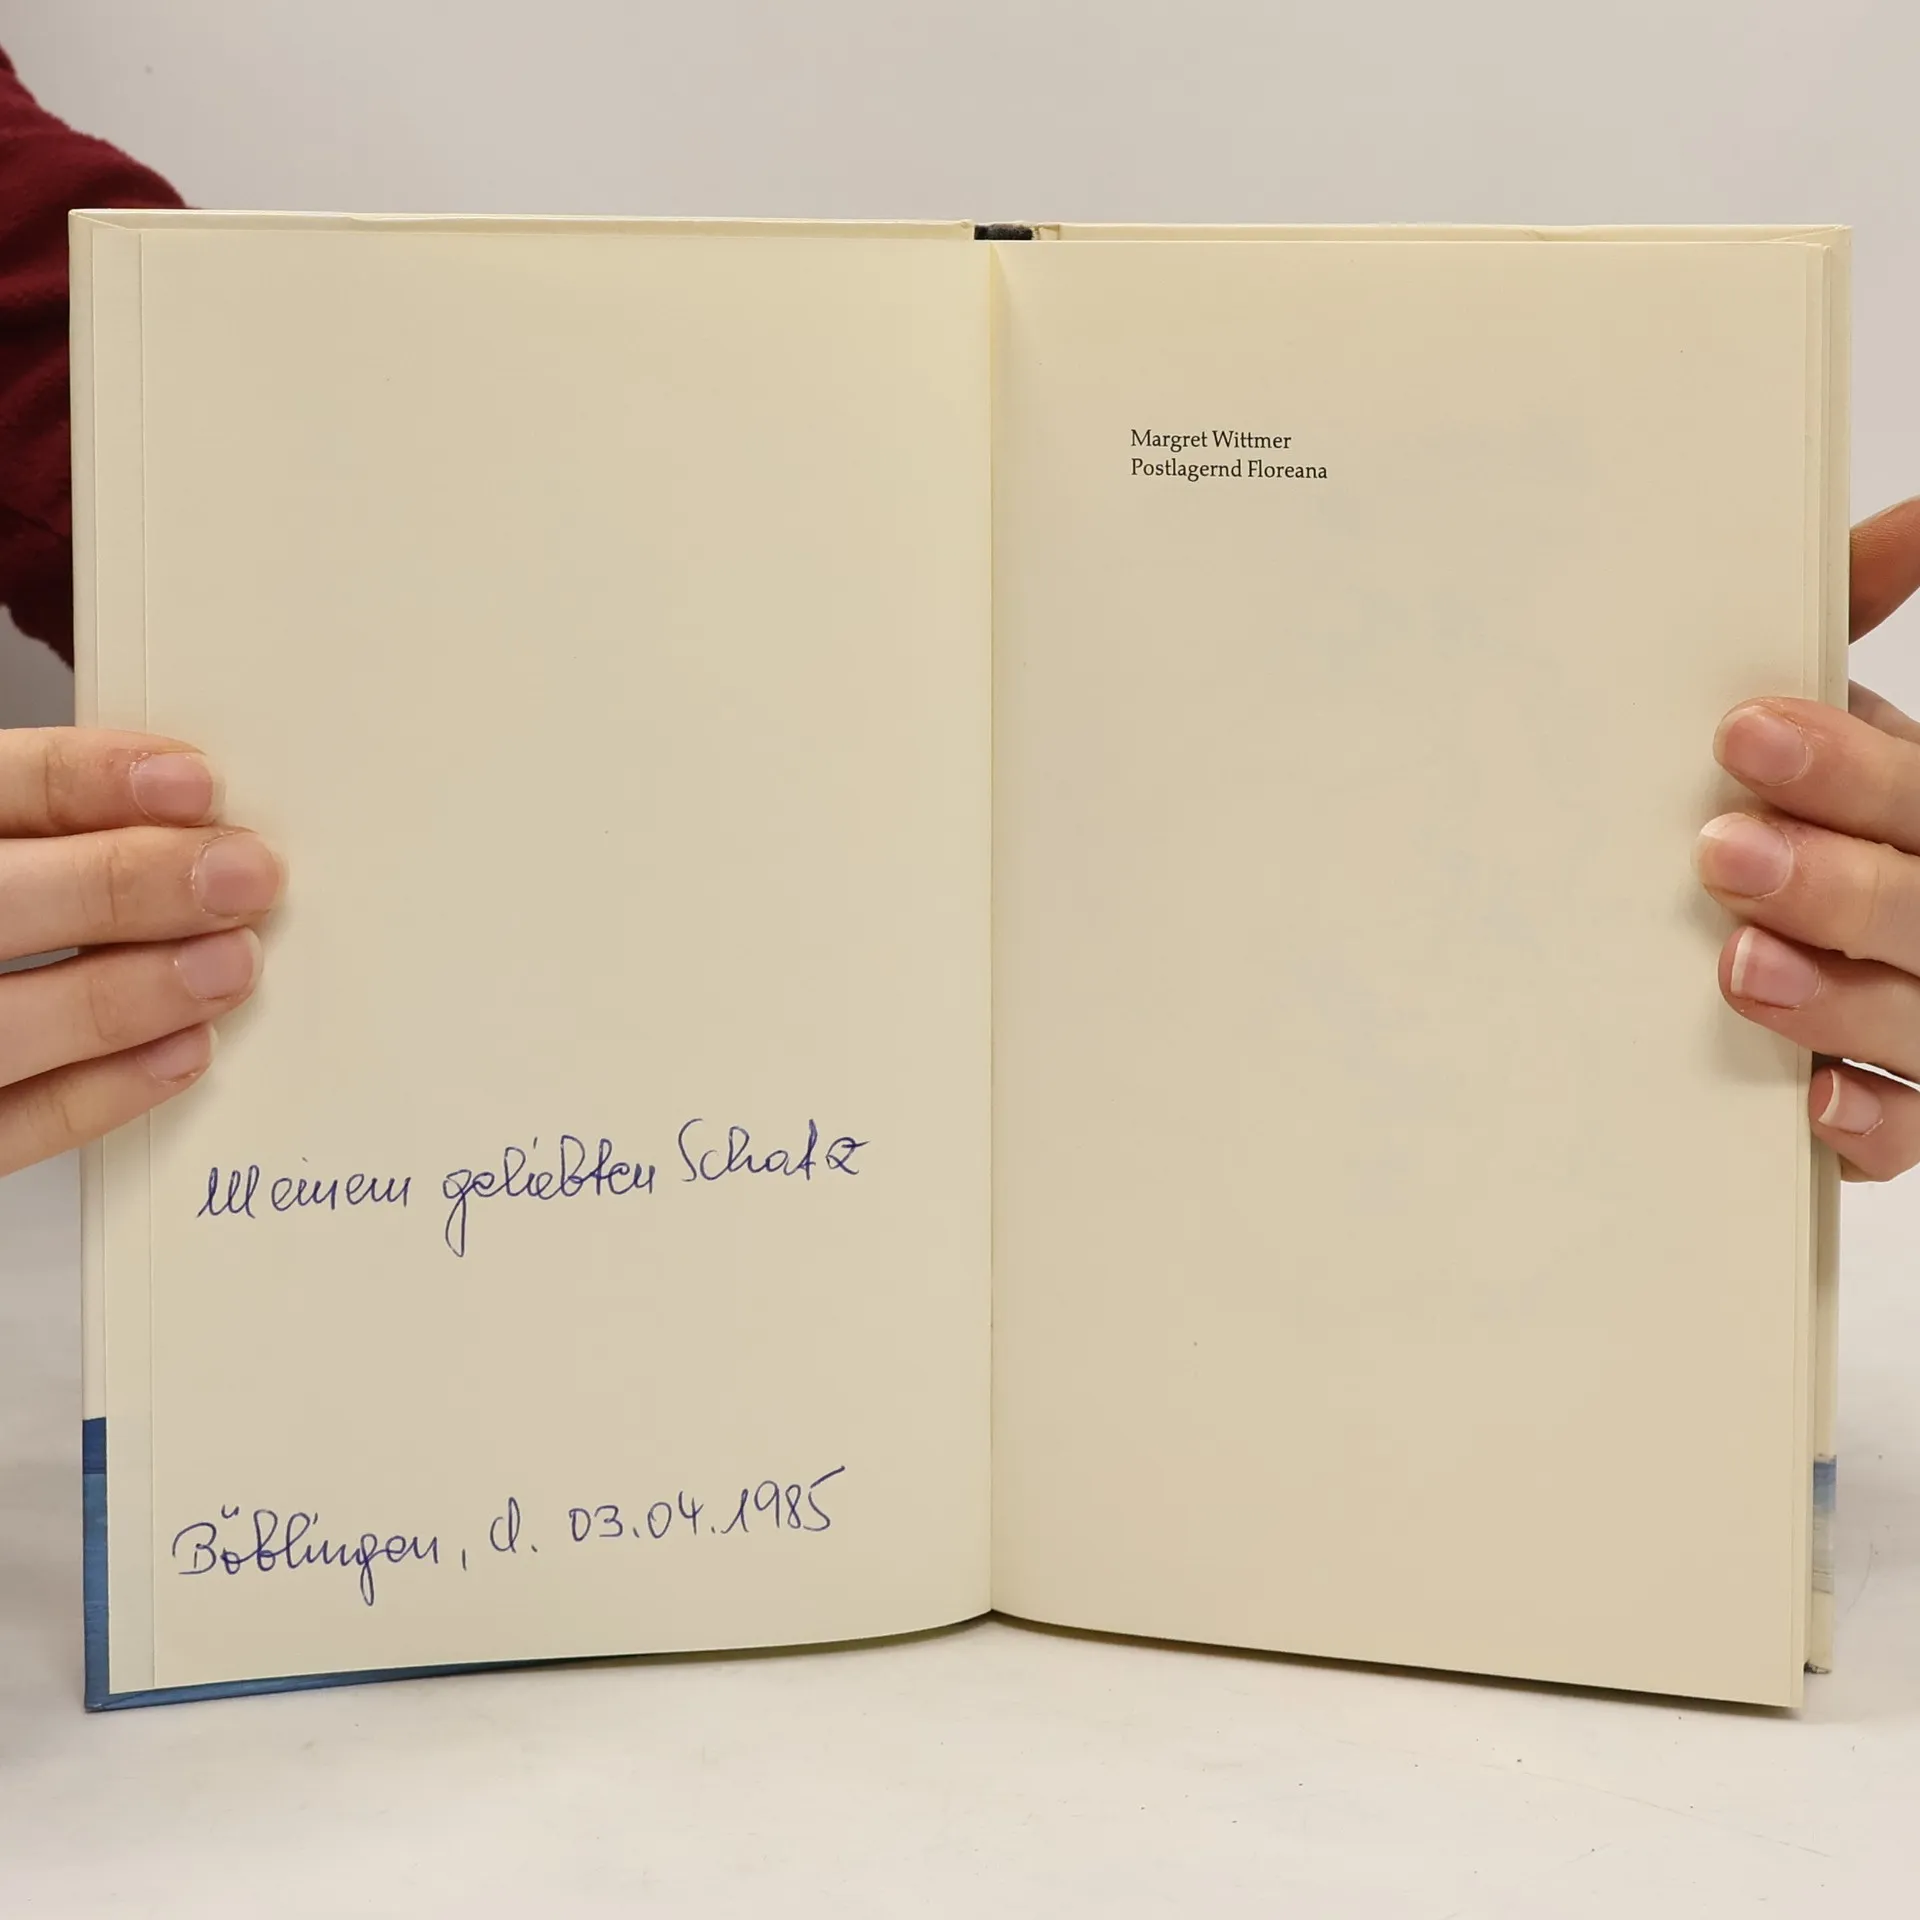 Meinem geliebten Schatz
Böblingen, d. 03.04.1985
Margret Wittmer
Postlagernd Floreana